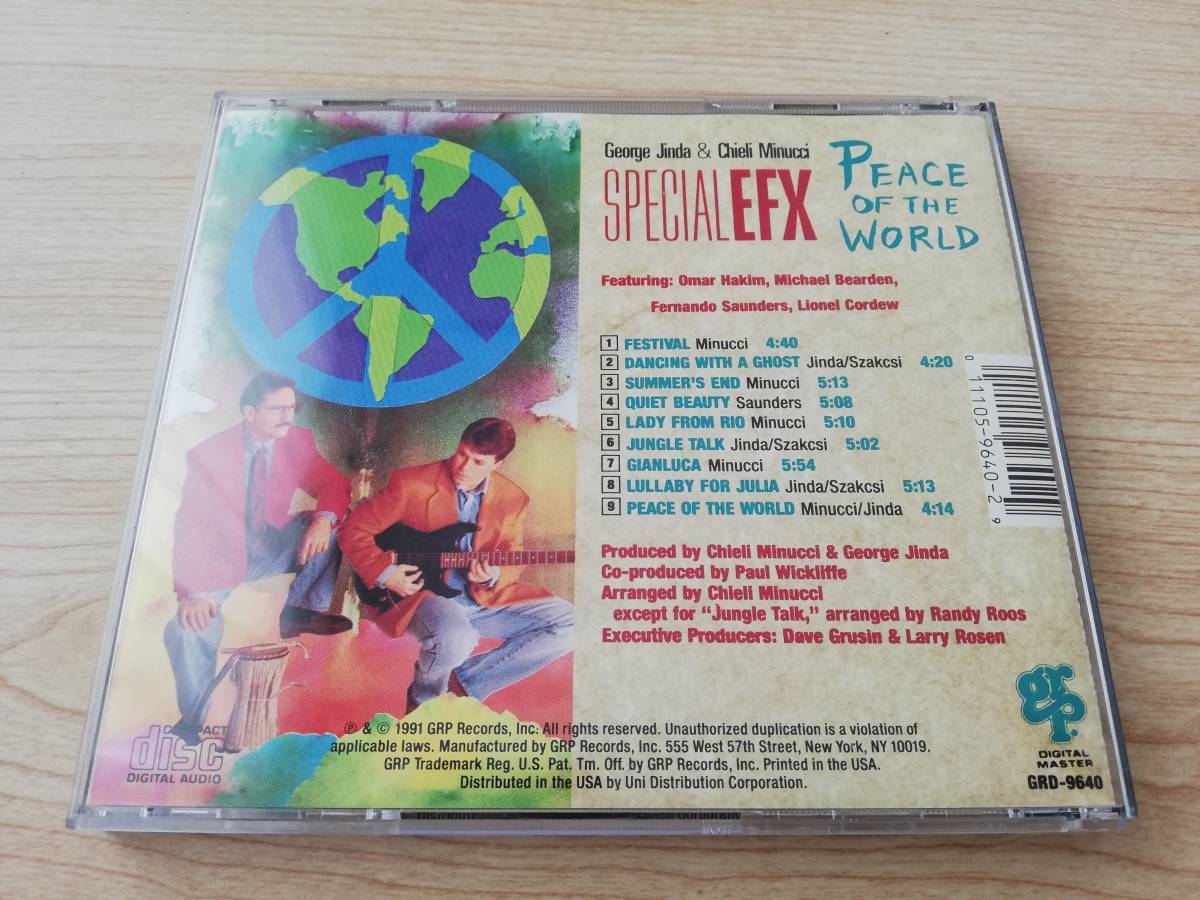 George Jinda & Chieli Minucci
SPECIAL EFX
PEACE
OF THE
WORLD
Featuring: Omar Hakim, Michael Bearden,
Fernando Saunders, Lionel Cordew
1 FESTIVAL Minucci 4:40
2 DANCING WITH A GHOST Jinda/Szakcsi 4:20
3 SUMMER'S END Minucci 5:13
4 QUIET BEAUTY Saunders 5:08
5 LADY FROM RIO Minucci 5:10
6 JUNGLE TALK Jinda/Szakcsi 5:02
7 GIANLUCA Minucci 5:54
8 LULLABY FOR JULIA Jinda/Szakcsi 5:13
9 PEACE OF THE WORLD Minucci/Jinda 4:14
0 11105-9640-2 9
Produced by Chieli Minucci & George Jinda
Co-produced by Paul Wickliffe
Arranged by Chieli Minucci
except for “Jungle Talk,” arranged by Randy Roos
Executive Producers: Dave Grusin & Larry Rosen
grp
DIGITAL
MASTER
GRD-9640
COMPACT
disc
DIGITAL AUDIO
℗ & © 1991 GRP Records, Inc. All rights reserved. Unauthorized duplication is a violation of
applicable laws. Manufactured by GRP Records, Inc. 555 West 57th Street, New York, NY 10019.
GRP Trademark Reg. U.S. Pat. Tm. Off. by GRP Records, Inc. Printed in the USA.
Distributed in the USA by Uni Distribution Corporation.